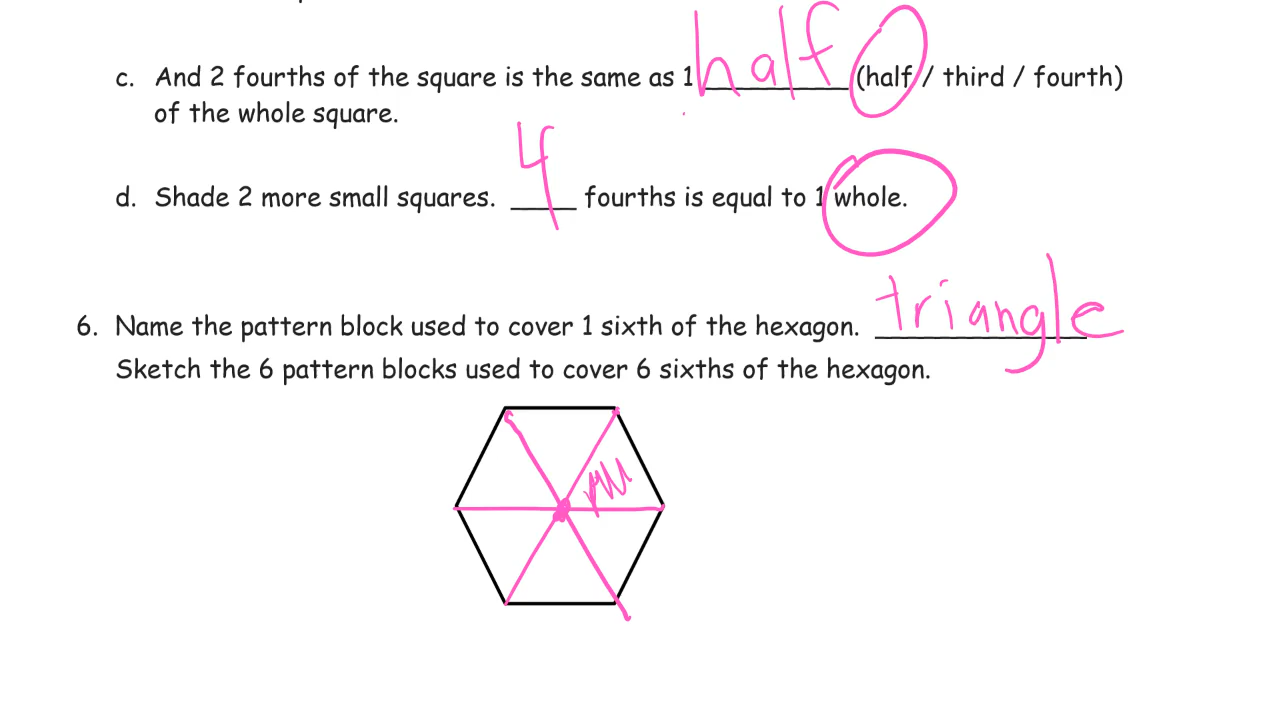 c. And 2 fourths of the square is the same as 1 half (half / third / fourth)
of the whole square.
d. Shade 2 more small squares. 4 fourths is equal to 1 whole.
6. Name the pattern block used to cover 1 sixth of the hexagon. triangle
Sketch the 6 pattern blocks used to cover 6 sixths of the hexagon.